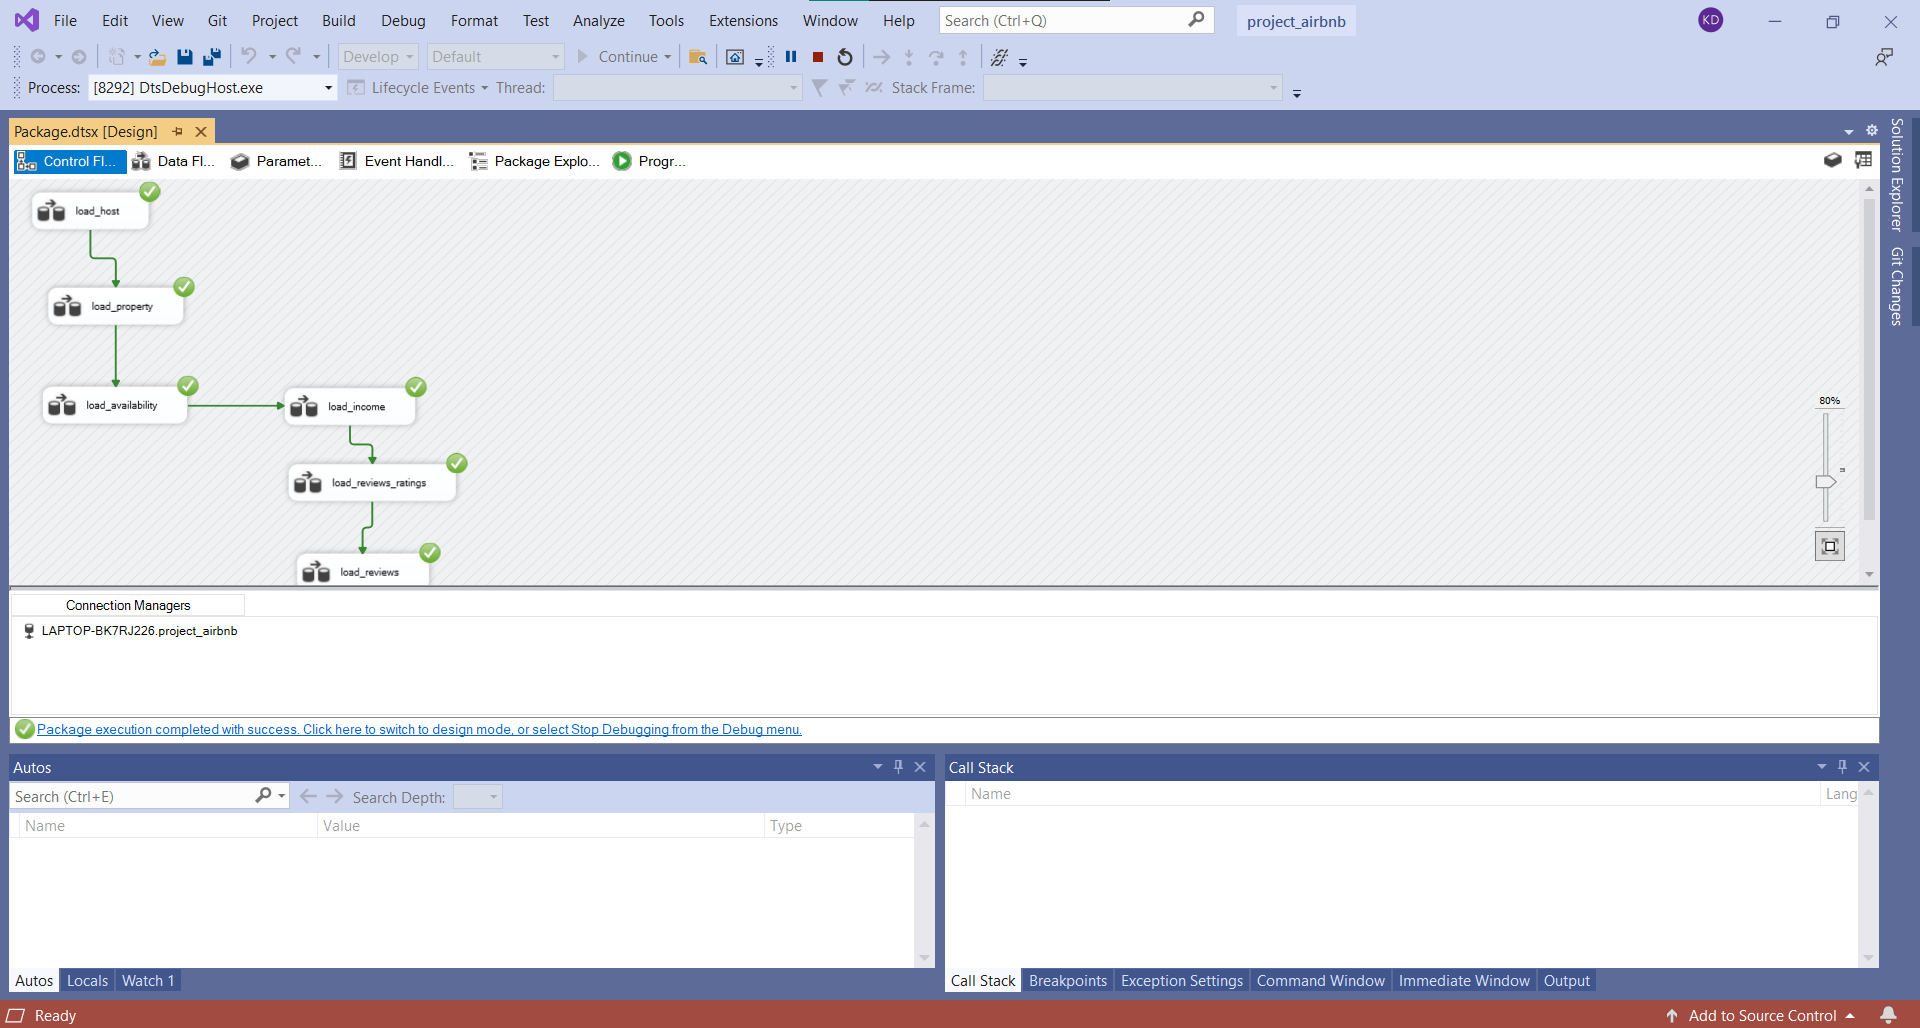 File Edit View Git Project Build Debug Format Test Analyze Tools Extensions Window Help Search (Ctrl+Q) project_airbnb KD
Develop Default Continue
Process: [8292] DtsDebugHost.exe Lifecycle Events Thread: Stack Frame:
Package.dtsx [Design]
Control Fl... Data Fl... Paramet... Event Handl... Package Explo... Progr...
load_host
load_property
load_availability
load_income
load_reviews_ratings
load_reviews
80%
Solution Explorer
Git Changes
Connection Managers
LAPTOP-BK7RJ226.project_airbnb
Package execution completed with success. Click here to switch to design mode, or select Stop Debugging from the Debug menu.
Autos
Search (Ctrl+E) Search Depth:
Name Value Type
Autos Locals Watch 1
Call Stack
Name Lang
Call Stack Breakpoints Exception Settings Command Window Immediate Window Output
Ready Add to Source Control